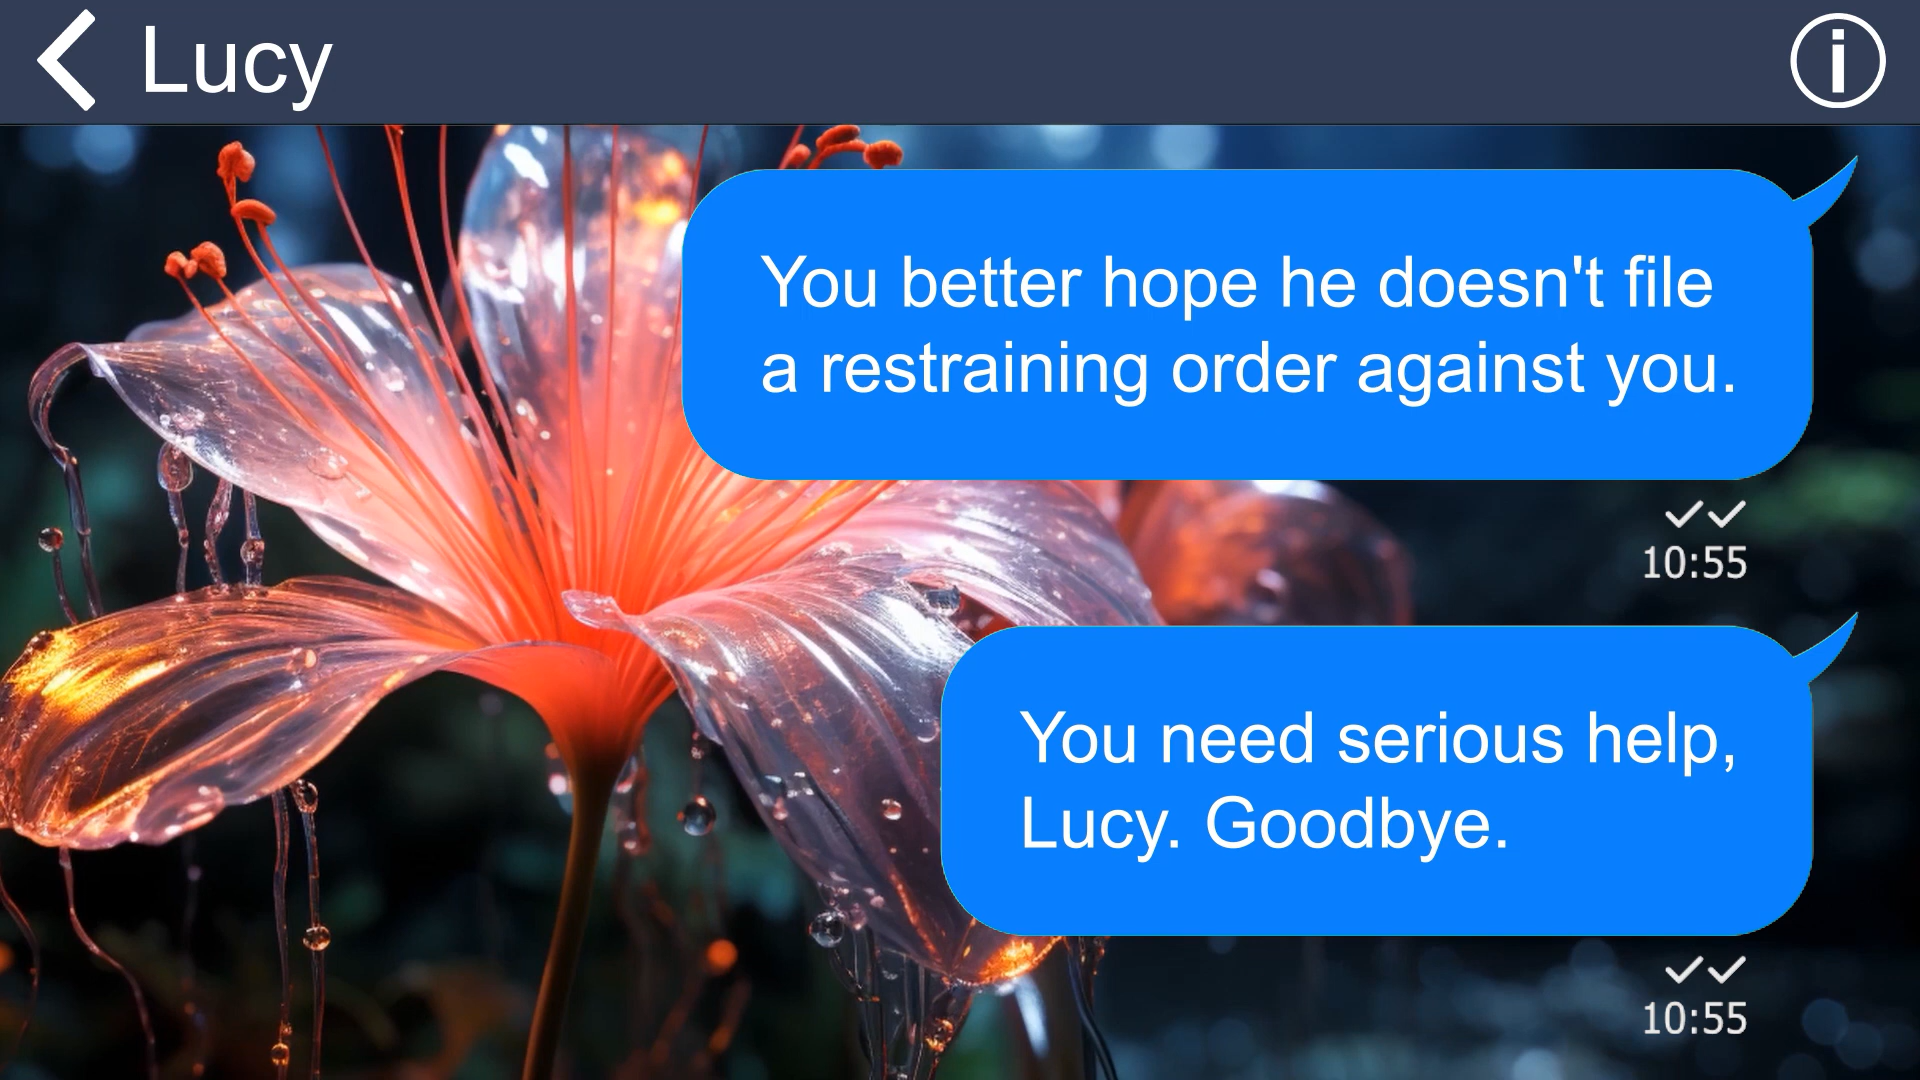 Lucy
You better hope he doesn't file
a restraining order against you.
10:55
You need serious help,
Lucy. Goodbye.
10:55